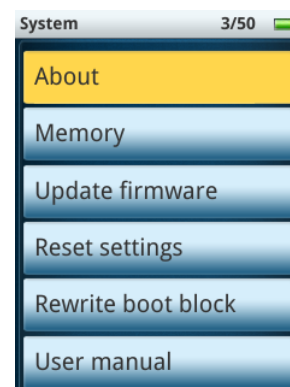 System 3/50
About
Memory
Update firmware
Reset settings
Rewrite boot block
User manual